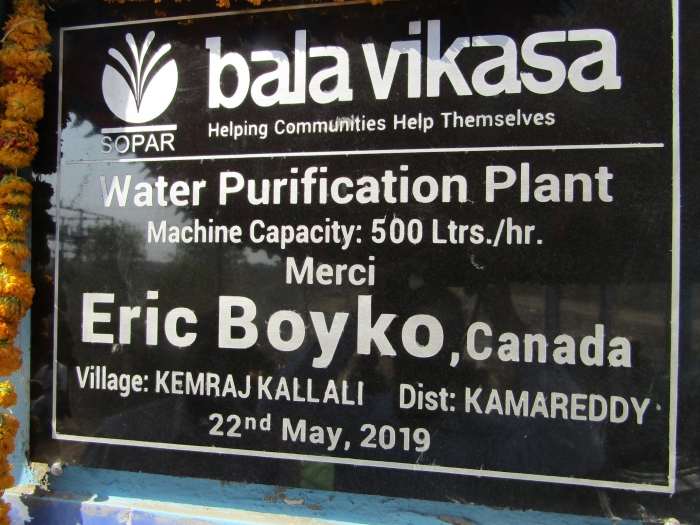 SOPAR
bala vikasa
Helping Communities Help Themselves
Water Purification Plant
Machine Capacity: 500 Ltrs./hr.
Merci
Eric Boyko, Canada
Village: KEMRAJ KALLALI Dist: KAMAREDDY
22nd May, 2019